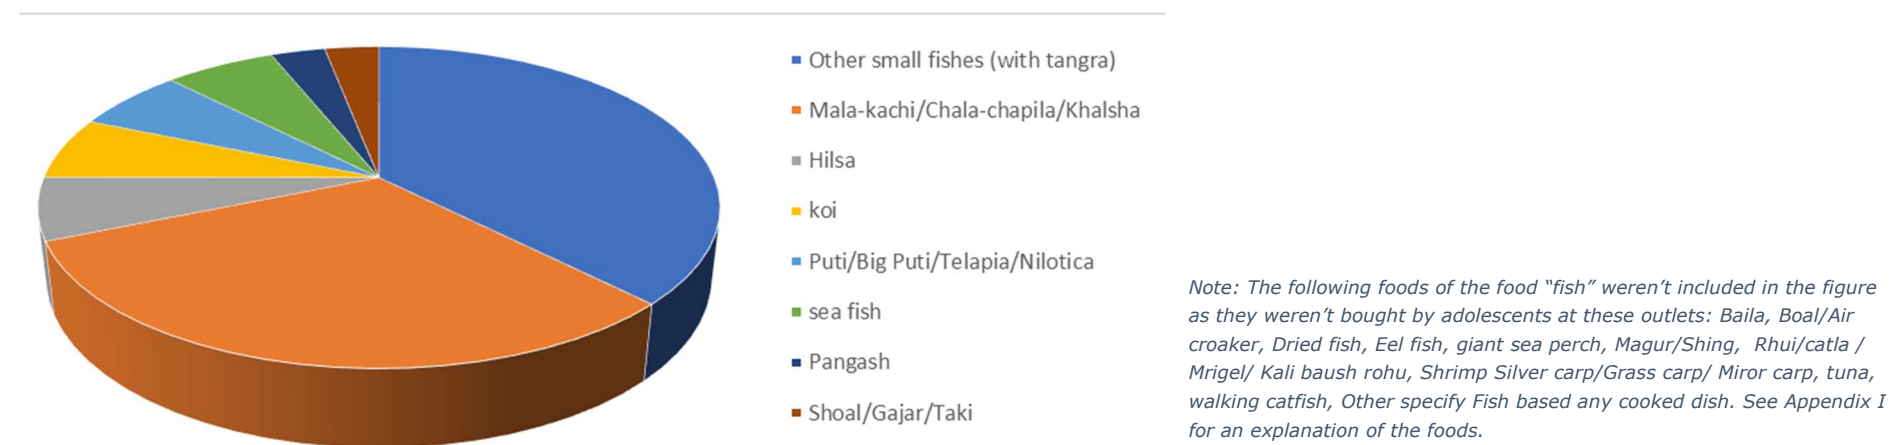 Other small fishes (with tangra)
Mala-kachi/Chala-chapila/Khalsha
Hilsa
koi
Puti/Big Puti/Telapia/Nilotica
sea fish
Pangash
Shoal/Gajar/Taki
Note: The following foods of the food “fish” weren’t included in the figure
as they weren’t bought by adolescents at these outlets: Baila, Boal/Air
croaker, Dried fish, Eel fish, giant sea perch, Magur/Shing, Rhui/catla /
Mrigel/ Kali baush rohu, Shrimp Silver carp/Grass carp/ Miror carp, tuna,
walking catfish, Other specify Fish based any cooked dish. See Appendix I
for an explanation of the foods.